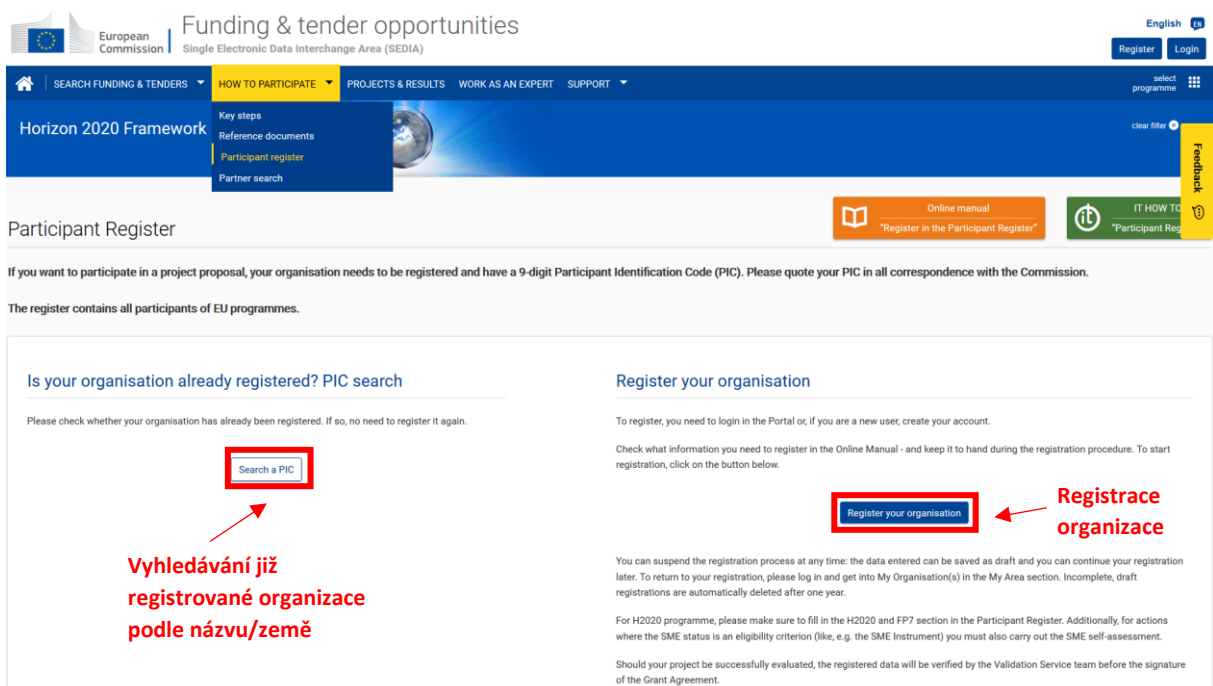 European
Commission
Funding & tender opportunities
Single Electronic Data Interchange Area (SEDIA)
English EN
Register Login
SEARCH FUNDING & TENDERS HOW TO PARTICIPATE PROJECTS & RESULTS WORK AS AN EXPERT SUPPORT
select
programme
Key steps
Reference documents
Participant register
Partner search
Horizon 2020 Framework
clear filter
Feedback
Participant Register
Online manual
"Register in the Participant Register"
it
IT HOW TO
"Participant Reg
If you want to participate in a project proposal, your organisation needs to be registered and have a 9-digit Participant Identification Code (PIC). Please quote your PIC in all correspondence with the Commission.
The register contains all participants of EU programmes.
Is your organisation already registered? PIC search
Please check whether your organisation has already been registered. If so, no need to register it again.
Search a PIC
Vyhledávání již
registrované organizace
podle názvu/země
Register your organisation
To register, you need to login in the Portal or, if you are a new user, create your account.
Check what information you need to register in the Online Manual - and keep it to hand during the registration procedure. To start
registration, click on the button below.
Register your organisation
Registrace
organizace
You can suspend the registration process at any time: the data entered can be saved as draft and you can continue your registration
later. To return to your registration, please log in and get into My Organisation(s) in the My Area section. Incomplete, draft
registrations are automatically deleted after one year.
For H2020 programme, please make sure to fill in the H2020 and FP7 section in the Participant Register. Additionally, for actions
where the SME status is an eligibility criterion (like, e.g. the SME Instrument) you must also carry out the SME self-assessment.
Should your project be successfully evaluated, the registered data will be verified by the Validation Service team before the signature
of the Grant Agreement.